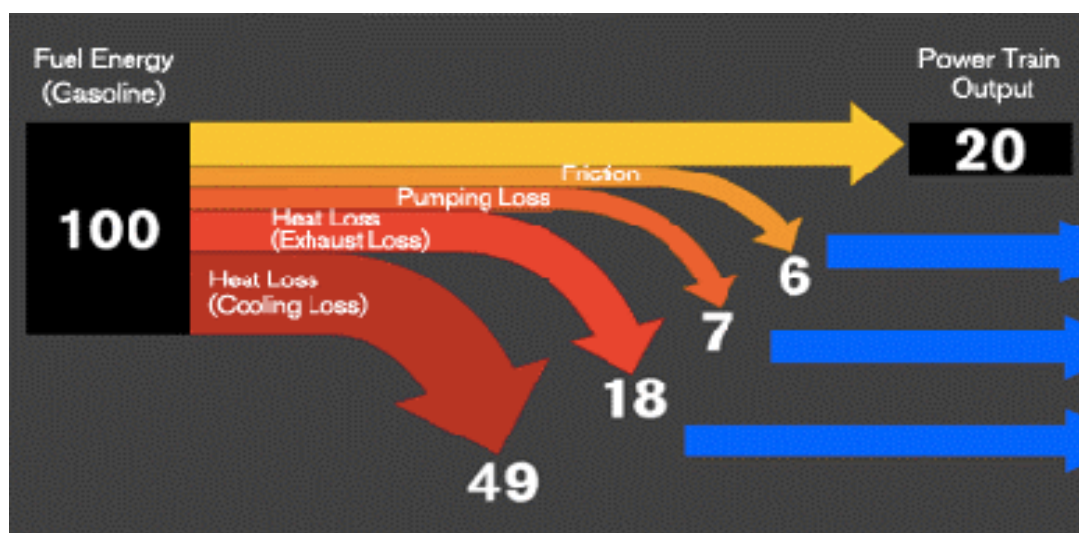 Fuel Energy
(Gasoline)
Power Train
Output
100
20
Friction
Pumping Loss
Heat Loss
(Exhaust Loss)
Heat Loss
(Cooling Loss)
6
7
18
49